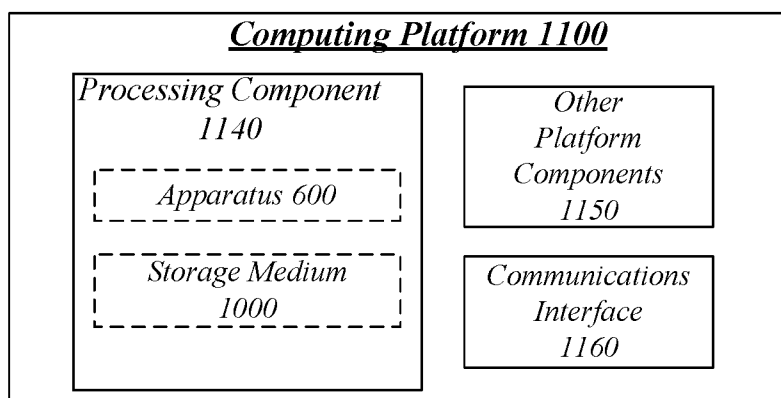 Computing Platform 1100
Processing Component
1140
Apparatus 600
Storage Medium
1000
Other
Platform
Components
1150
Communications
Interface
1160